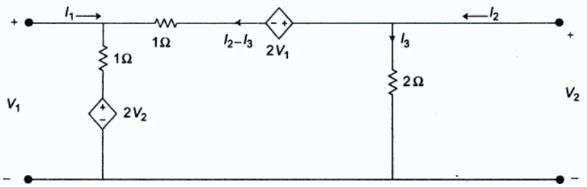 + I₁ 1Ω I₂–I₃ – + 2V₁ I₃ I₂ +
1Ω 2Ω
V₁ + – 2V₂ V₂
– –